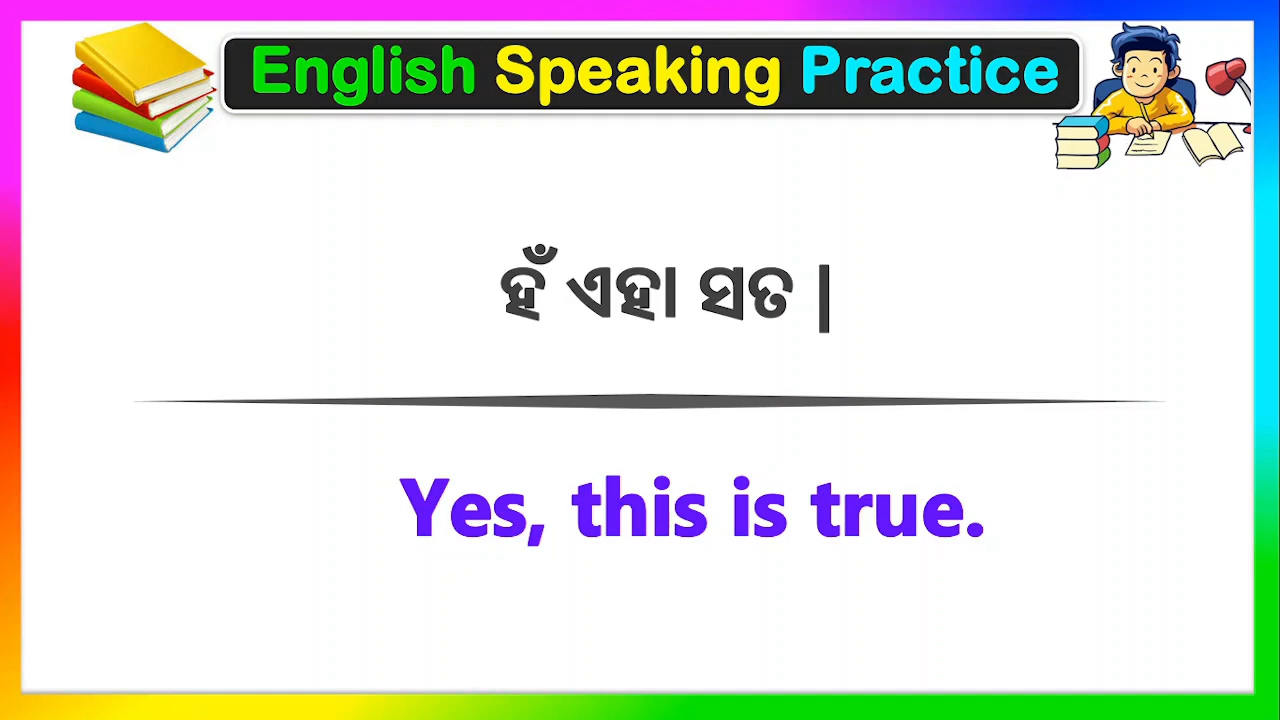 English Speaking Practice
ହଁ ଏହା ସତ |
Yes, this is true.